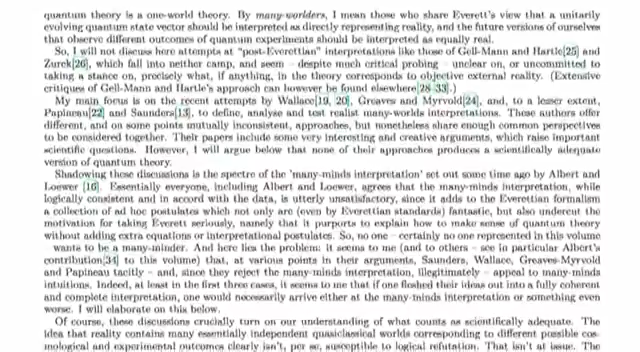 quantum theory is a one-world theory. By many-worlders, I mean those who share Everett's view that a unitarily
evolving quantum state vector should be interpreted as directly representing reality, and the future versions of ourselves
that observe different outcomes of quantum experiments should be interpreted as equally real.
So, I will not discuss here attempts at "post-Everettian" interpretations like those of Gell-Mann and Hartle[25] and
Zurek[26], which fall into neither camp, and seem – despite much critical probing – unclear on, or uncommitted to
taking a stance on, precisely what, if anything, in the theory corresponds to objective external reality. (Extensive
critiques of Gell-Mann and Hartle's approach can however be found elsewhere[28–33].)
My main focus is on the recent attempts by Wallace[19, 20], Greaves and Myrvold[24], and, to a lesser extent,
Papineau[22] and Saunders[13], to define, analyse and test realist many-worlds interpretations. These authors offer
different, and on some points mutually inconsistent, approaches, but nonetheless share enough common perspectives
to be considered together. Their papers include some very interesting and creative arguments, which raise important
scientific questions. However, I will argue below that none of their approaches produces a scientifically adequate
version of quantum theory.
Shadowing these discussions is the spectre of the 'many-minds interpretation' set out some time ago by Albert and
Loewer [16]. Essentially everyone, including Albert and Loewer, agrees that the many-minds interpretation, while
logically consistent and in accord with the data, is utterly unsatisfactory, since it adds to the Everettian formalism
a collection of ad hoc postulates which not only are (even by Everettian standards) fantastic, but also undercut the
motivation for taking Everett seriously, namely that it purports to explain how to make sense of quantum theory
without adding extra equations or interpretational postulates. So, no one – certainly no one represented in this volume
wants to be a many-minder. And here lies the problem: it seems to me (and to others – see in particular Albert's
contribution[34] to this volume) that, at various points in their arguments, Saunders, Wallace, Greaves-Myrvold
and Papineau tacitly – and, since they reject the many-minds interpretation, illegitimately – appeal to many-minds
intuitions. Indeed, at least in the first three cases, it seems to me that if one fleshed their ideas out into a fully coherent
and complete interpretation, one would necessarily arrive either at the many-minds interpretation or something even
worse. I will elaborate on this below.
Of course, these discussions crucially turn on our understanding of what counts as scientifically adequate. The
idea that reality contains many essentially independent quasiclassical worlds corresponding to different possible cos-
mological and experimental outcomes clearly isn't, per se, susceptible to logical refutation. That isn't at issue. The